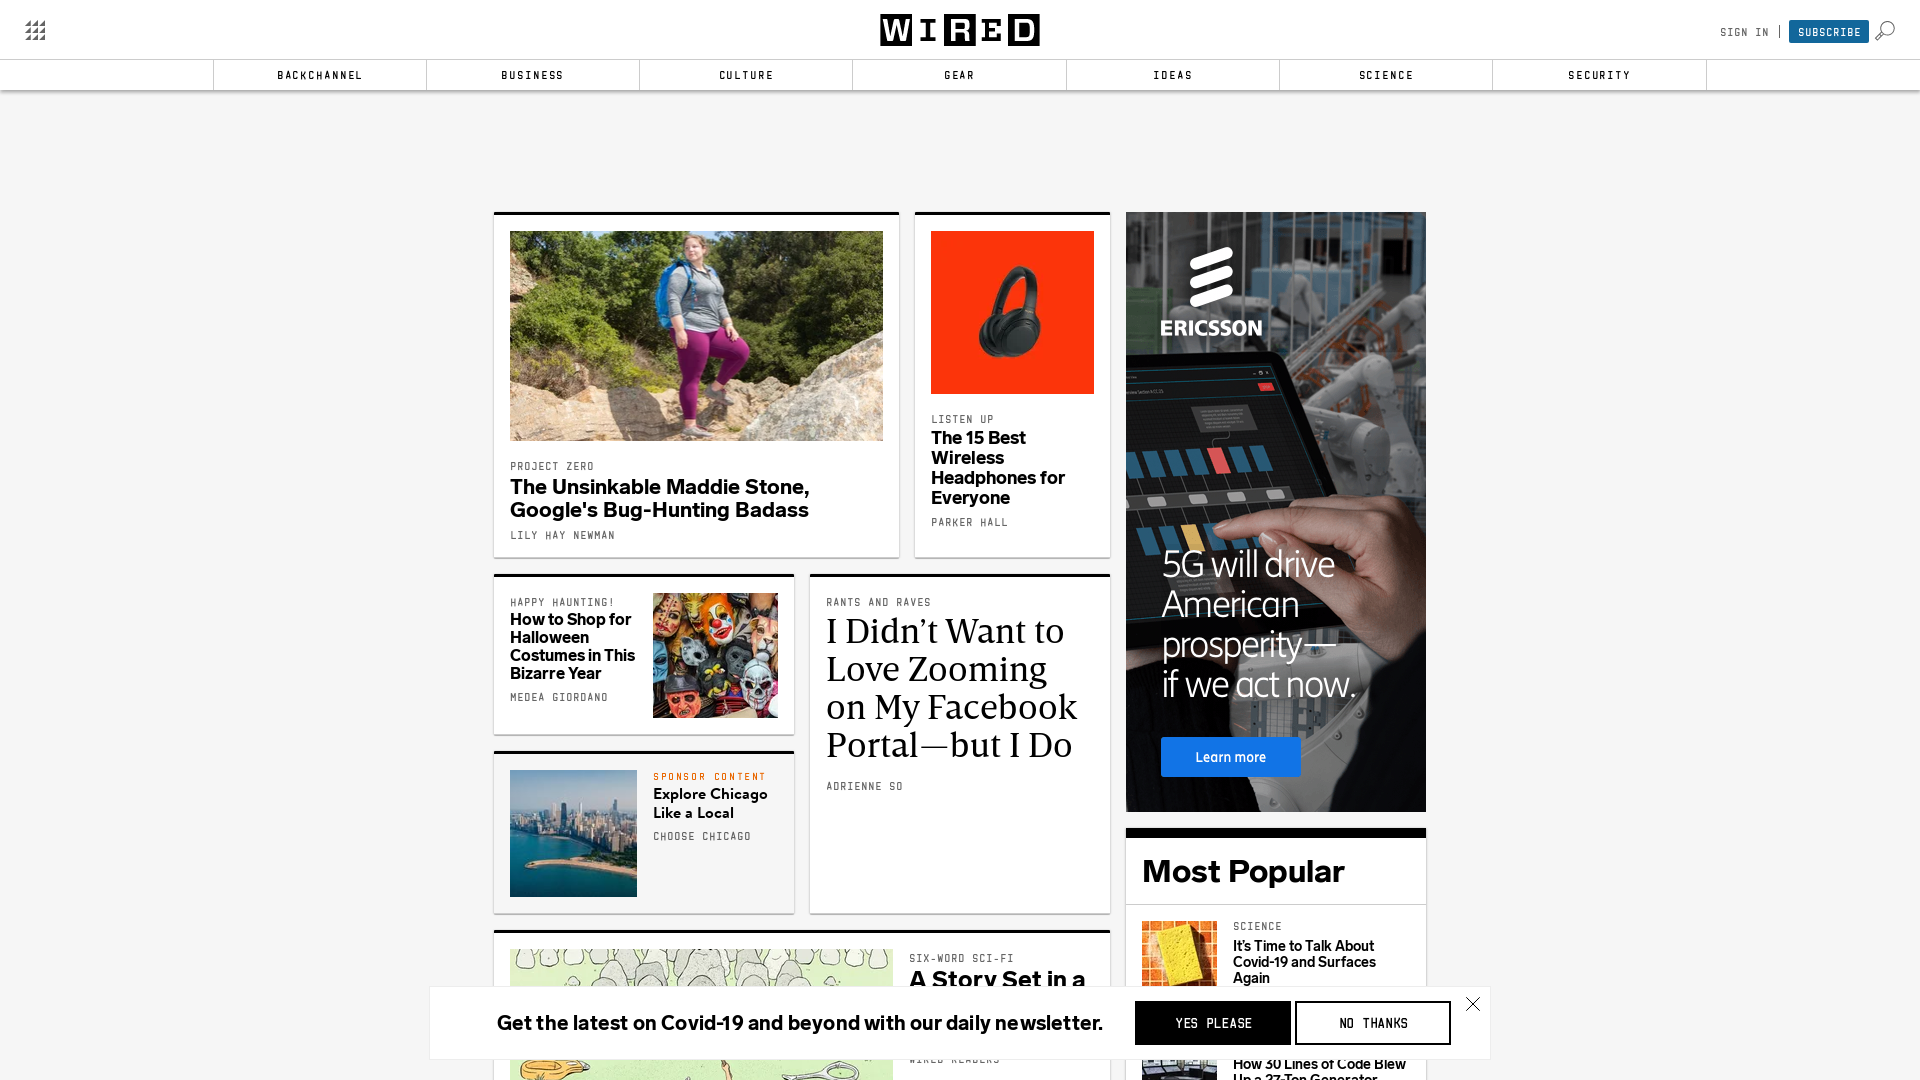 WIRED
SIGN IN
SUBSCRIBE
BACKCHANNEL
BUSINESS
CULTURE
GEAR
IDEAS
SCIENCE
SECURITY
PROJECT ZERO
The Unsinkable Maddie Stone,
Google's Bug-Hunting Badass
LILY HAY NEWMAN
LISTEN UP
The 15 Best
Wireless
Headphones for
Everyone
PARKER HALL
ERICSSON
5G will drive
American
prosperity—
if we act now.
Learn more
HAPPY HAUNTING!
How to Shop for
Halloween
Costumes in This
Bizarre Year
MEDEA GIORDANO
RANTS AND RAVES
I Didn’t Want to
Love Zooming
on My Facebook
Portal—but I Do
ADRIENNE SO
SPONSOR CONTENT
Explore Chicago
Like a Local
CHOOSE CHICAGO
Most Popular
SCIENCE
It’s Time to Talk About
Covid-19 and Surfaces
Again
SIX-WORD SCI-FI
A Story Set in a
Get the latest on Covid-19 and beyond with our daily newsletter.
YES PLEASE
NO THANKS
WIRED READERS
How 30 Lines of Code Blew
Up a 27-Ton Generator